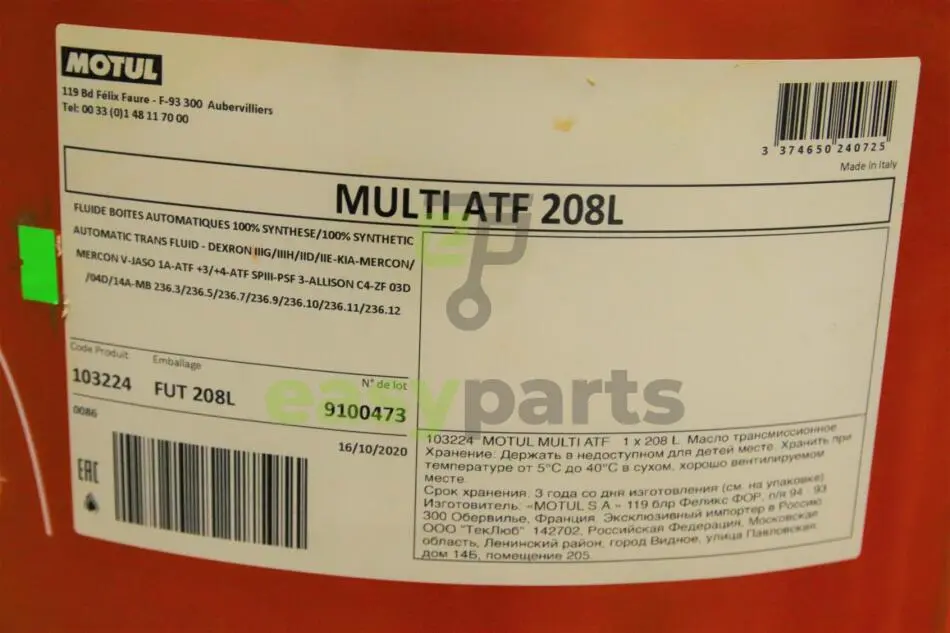 MOTUL
119 Bd Félix Faure - F-93 300 Aubervilliers
Tel: 00 33 (0)1 48 11 70 00
3 374650 240725
Made in Italy
MULTI ATF 208L
FLUIDE BOITES AUTOMATIQUES 100% SYNTHESE/100% SYNTHETIC
AUTOMATIC TRANS FLUID - DEXRON IIIG/IIIH/IID/IIE-KIA-MERCON/
MERCON V-JASO 1A-ATF +3/+4-ATF SPIII-PSF 3-ALLISON C4-ZF 03D
/04D/14A-MB 236.3/236.5/236.7/236.9/236.10/236.11/236.12
Code Produit Emballage N° de lot
103224 FUT 208L 9100473
0086 16/10/2020
EAC
ep
easyparts
103224 MOTUL MULTI ATF 1 x 208 L. Масло трансмиссионное
Хранение: Держать в недоступном для детей месте. Хранить при
температуре от 5°C до 40°C в сухом, хорошо вентилируемом
месте.
Срок хранения: 3 года со дня изготовления (см. на упаковке)
Изготовитель: «MOTUL S.A.» 119 блр Феликс ФОР, п/я 94 - 93
300 Обервилье, Франция. Эксклюзивный импортер в Россию
ООО "ТекЛюб" 142702, Российская Федерация, Московская
область, Ленинский район, город Видное, улица Павловская,
дом 14Б, помещение 205.